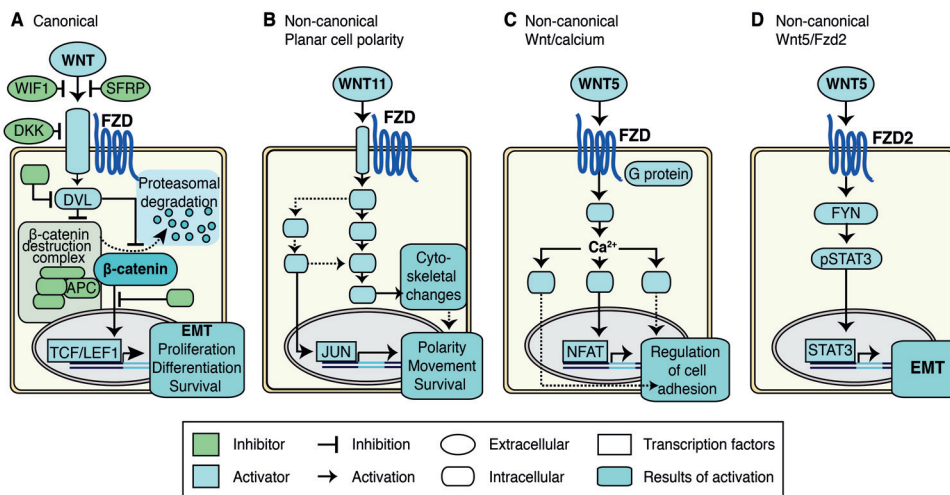 A Canonical
WNT
WIF1
SFRP
DKK
FZD
DVL
Proteasomal
degradation
β-catenin
destruction
complex
APC
β-catenin
TCF/LEF1
EMT
Proliferation
Differentiation
Survival
B Non-canonical
Planar cell polarity
WNT11
FZD
Cyto-
skeletal
changes
JUN
Polarity
Movement
Survival
C Non-canonical
Wnt/calcium
WNT5
FZD
G protein
Ca²⁺
NFAT
Regulation
of cell
adhesion
D Non-canonical
Wnt5/Fzd2
WNT5
FZD2
FYN
pSTAT3
STAT3
EMT
Inhibitor
Inhibition
Extracellular
Transcription factors
Activator
Activation
Intracellular
Results of activation